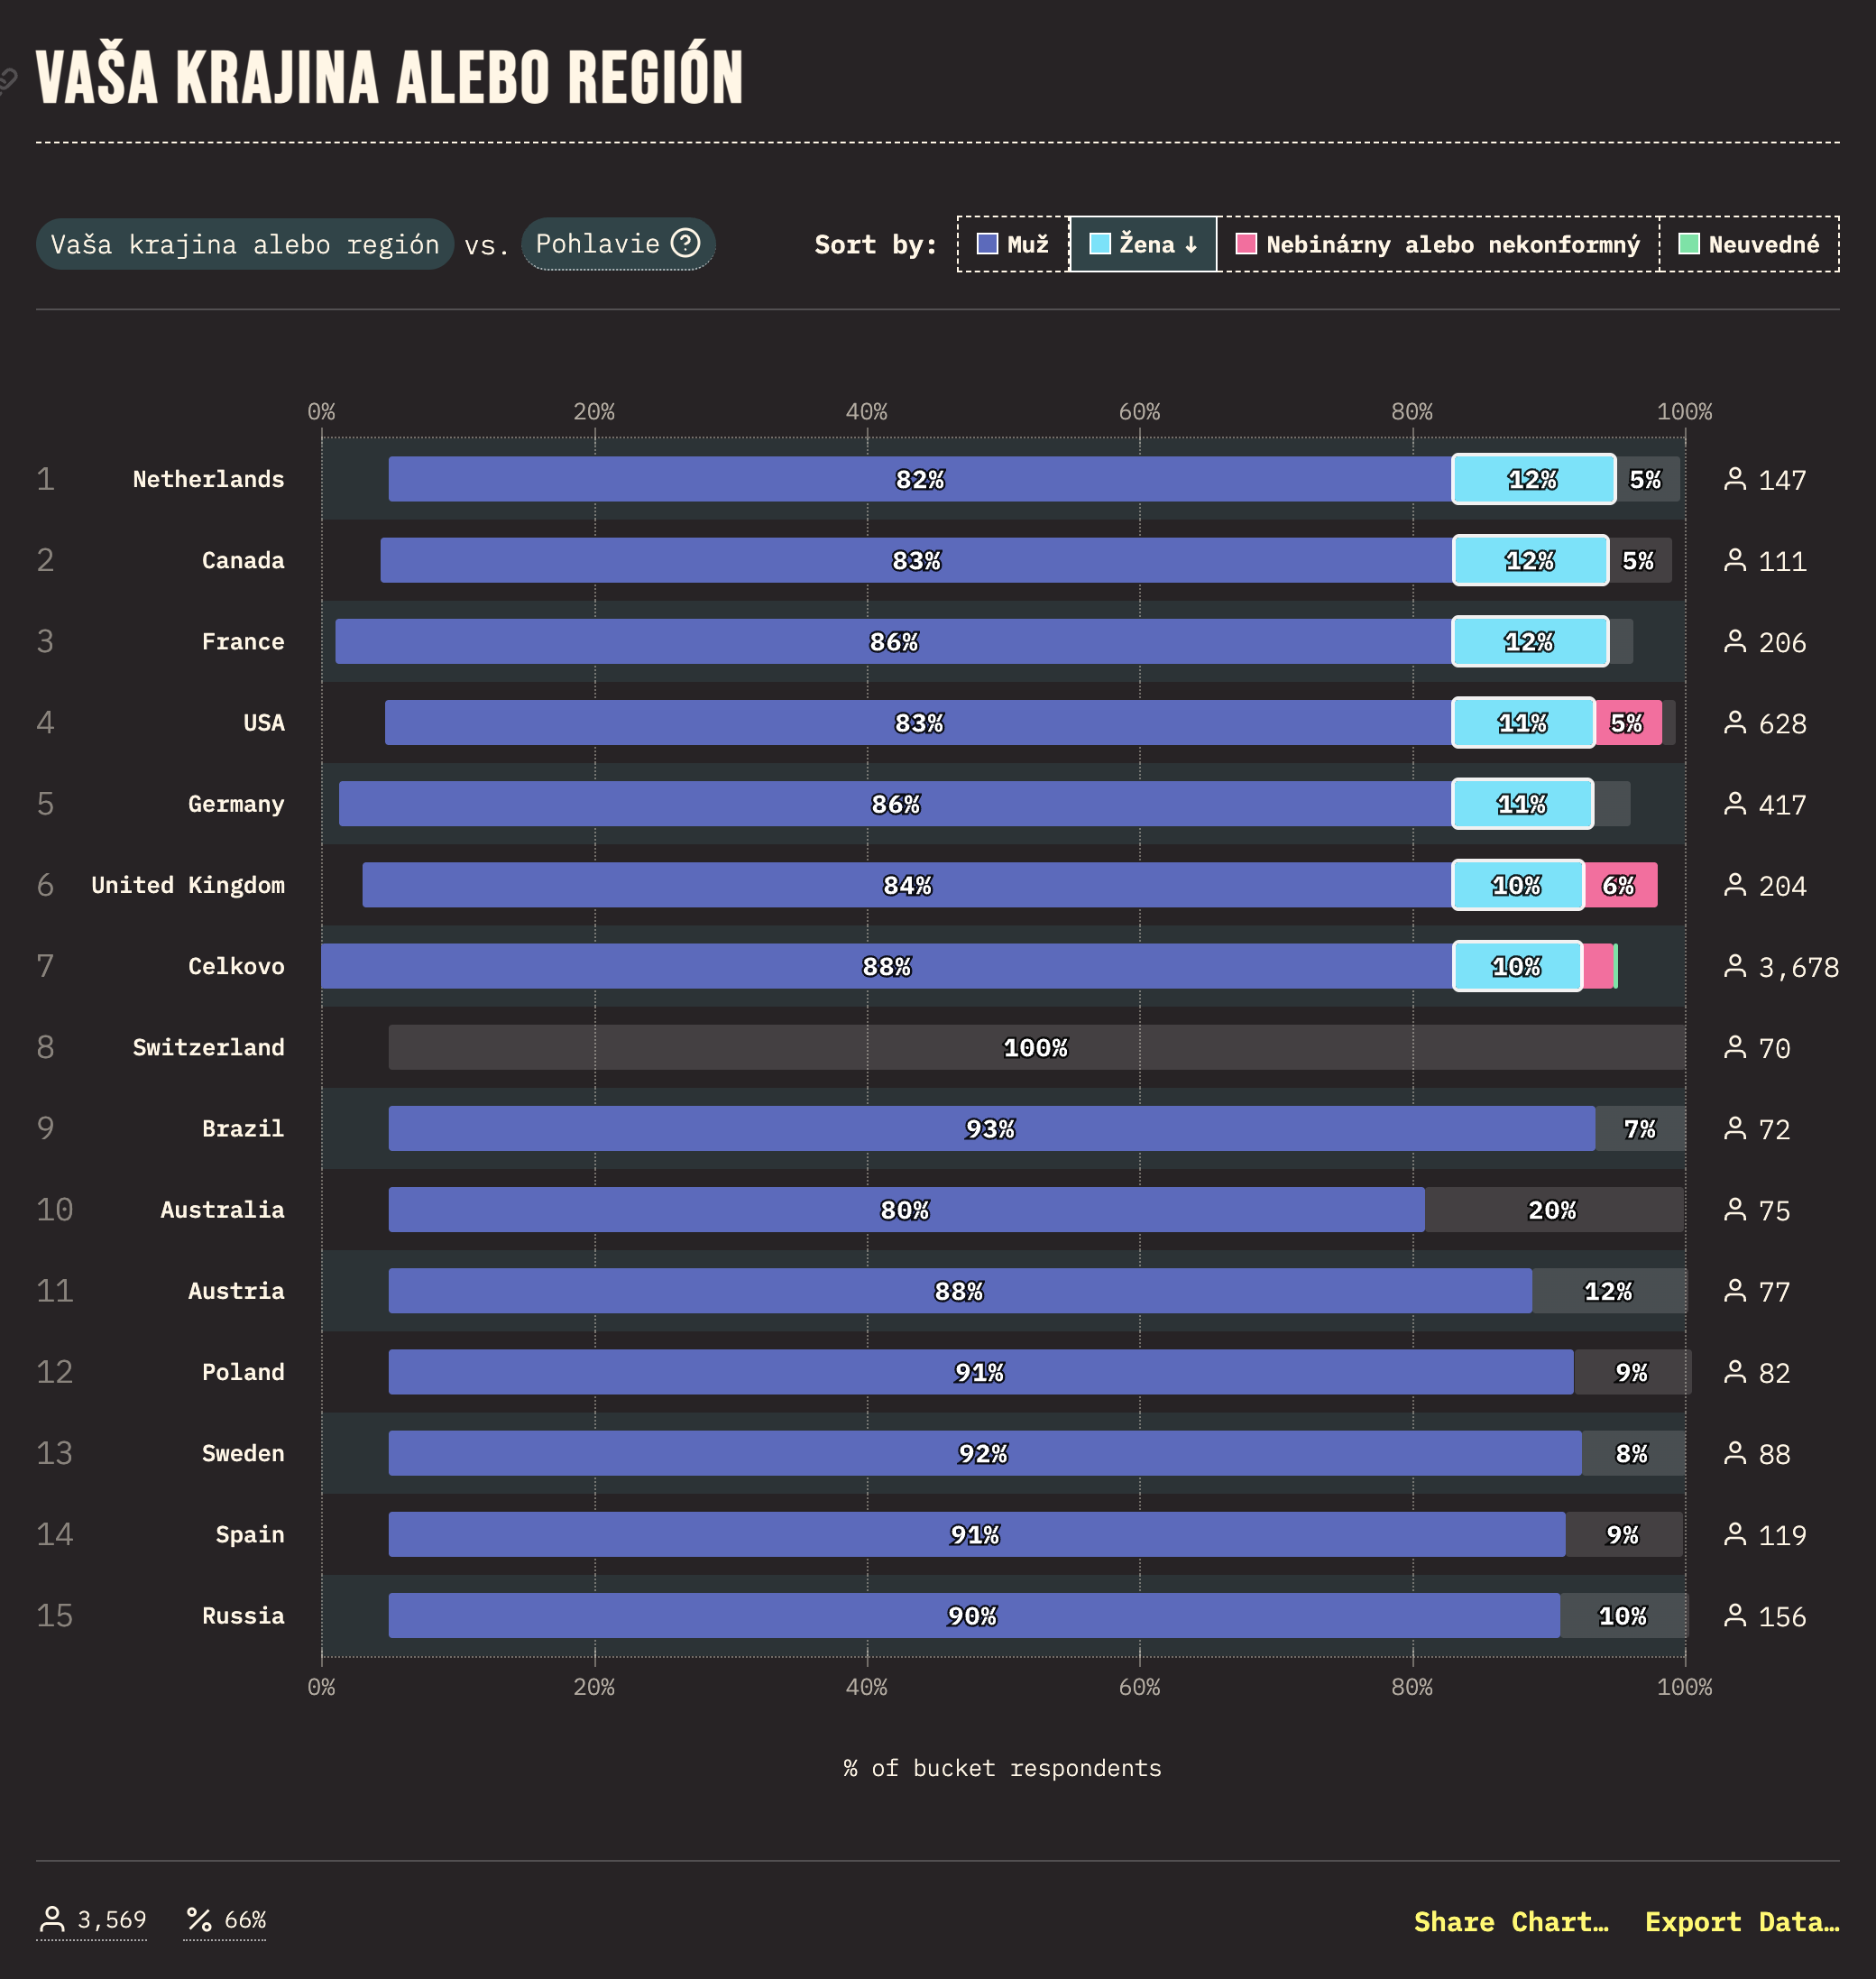 VAŠA KRAJINA ALEBO REGIÓN
Vaša krajina alebo región vs. Pohlavie ? Sort by: Muž Žena ↓ Nebinárny alebo nekonformný Neuvedné
0% 20% 40% 60% 80% 100%
1 Netherlands 82% 12% 5% 147
2 Canada 83% 12% 5% 111
3 France 86% 12% 206
4 USA 83% 11% 5% 628
5 Germany 86% 11% 417
6 United Kingdom 84% 10% 6% 204
7 Celkovo 88% 10% 3,678
8 Switzerland 100% 70
9 Brazil 93% 7% 72
10 Australia 80% 20% 75
11 Austria 88% 12% 77
12 Poland 91% 9% 82
13 Sweden 92% 8% 88
14 Spain 91% 9% 119
15 Russia 90% 10% 156
0% 20% 40% 60% 80% 100%
% of bucket respondents
3,569 % 66% Share Chart… Export Data…